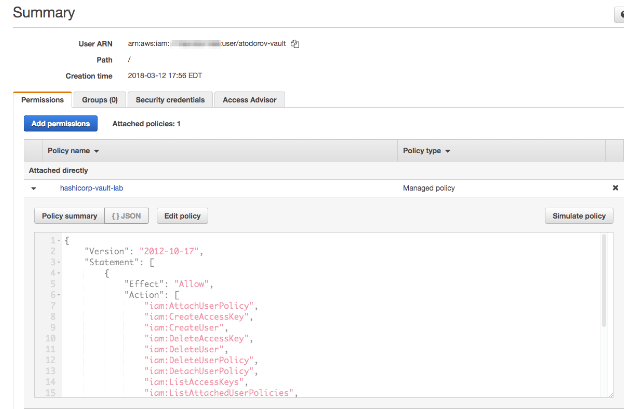 Summary
User ARN arn:aws:iam: :user/atodorov-vault
Path /
Creation time 2018-03-12 17:56 EDT
Permissions Groups (0) Security credentials Access Advisor
Add permissions Attached policies: 1
Policy name Policy type
Attached directly
hashicorp-vault-lab Managed policy
Policy summary { } JSON Edit policy Simulate policy
1 {
2 "Version": "2012-10-17",
3 "Statement": [
4 {
5 "Effect": "Allow",
6 "Action": [
7 "iam:AttachUserPolicy",
8 "iam:CreateAccessKey",
9 "iam:CreateUser",
10 "iam:DeleteAccessKey",
11 "iam:DeleteUser",
12 "iam:DeleteUserPolicy",
13 "iam:DetachUserPolicy",
14 "iam:ListAccessKeys",
15 "iam:ListAttachedUserPolicies",